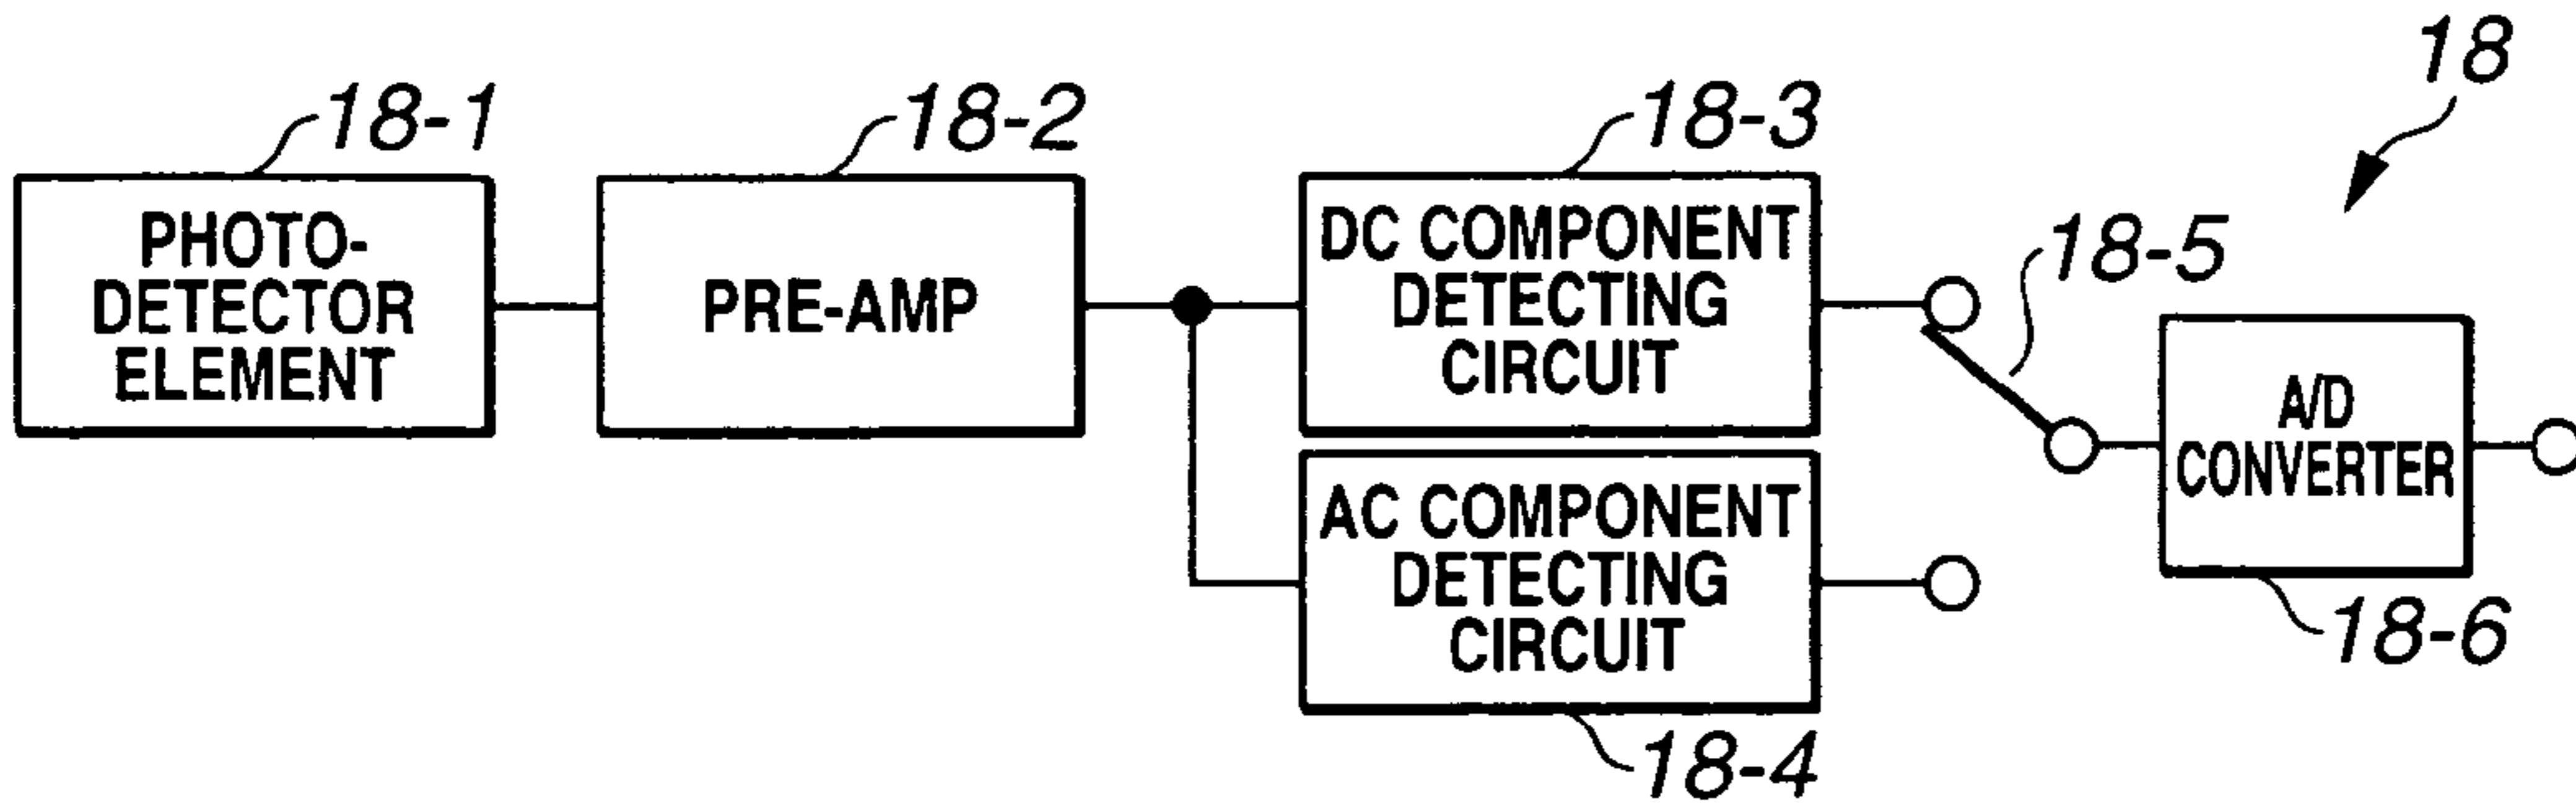 18
18-1
18-2
18-3
PHOTO-
DETECTOR
ELEMENT
PRE-AMP
DC COMPONENT
DETECTING
CIRCUIT
18-5
A/D
CONVERTER
AC COMPONENT
DETECTING
CIRCUIT
18-6
18-4